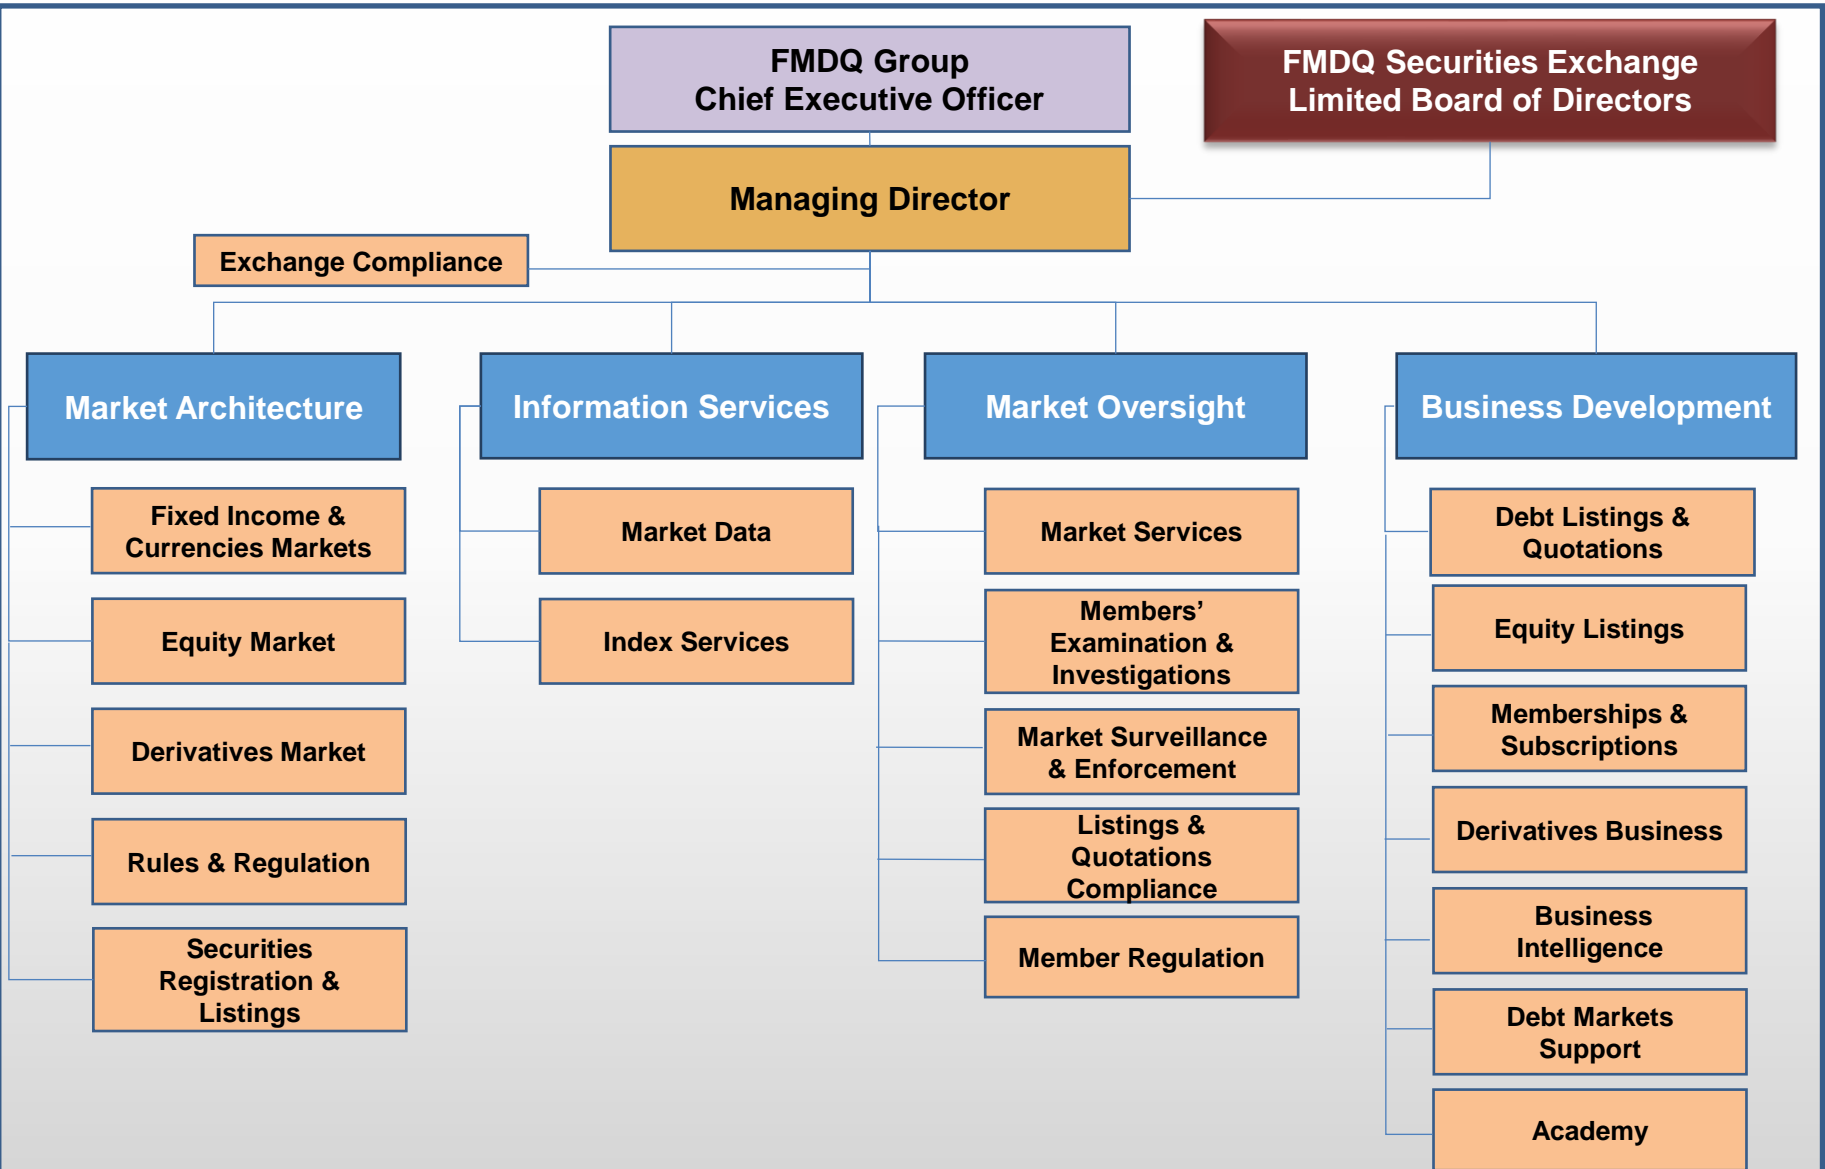 FMDQ Group
Chief Executive Officer
FMDQ Securities Exchange
Limited Board of Directors
Managing Director
Exchange Compliance
Market Architecture
Information Services
Market Oversight
Business Development
Fixed Income &
Currencies Markets
Equity Market
Derivatives Market
Rules & Regulation
Securities
Registration &
Listings
Market Data
Index Services
Market Services
Members’
Examination &
Investigations
Market Surveillance
& Enforcement
Listings &
Quotations
Compliance
Member Regulation
Debt Listings &
Quotations
Equity Listings
Memberships &
Subscriptions
Derivatives Business
Business
Intelligence
Debt Markets
Support
Academy